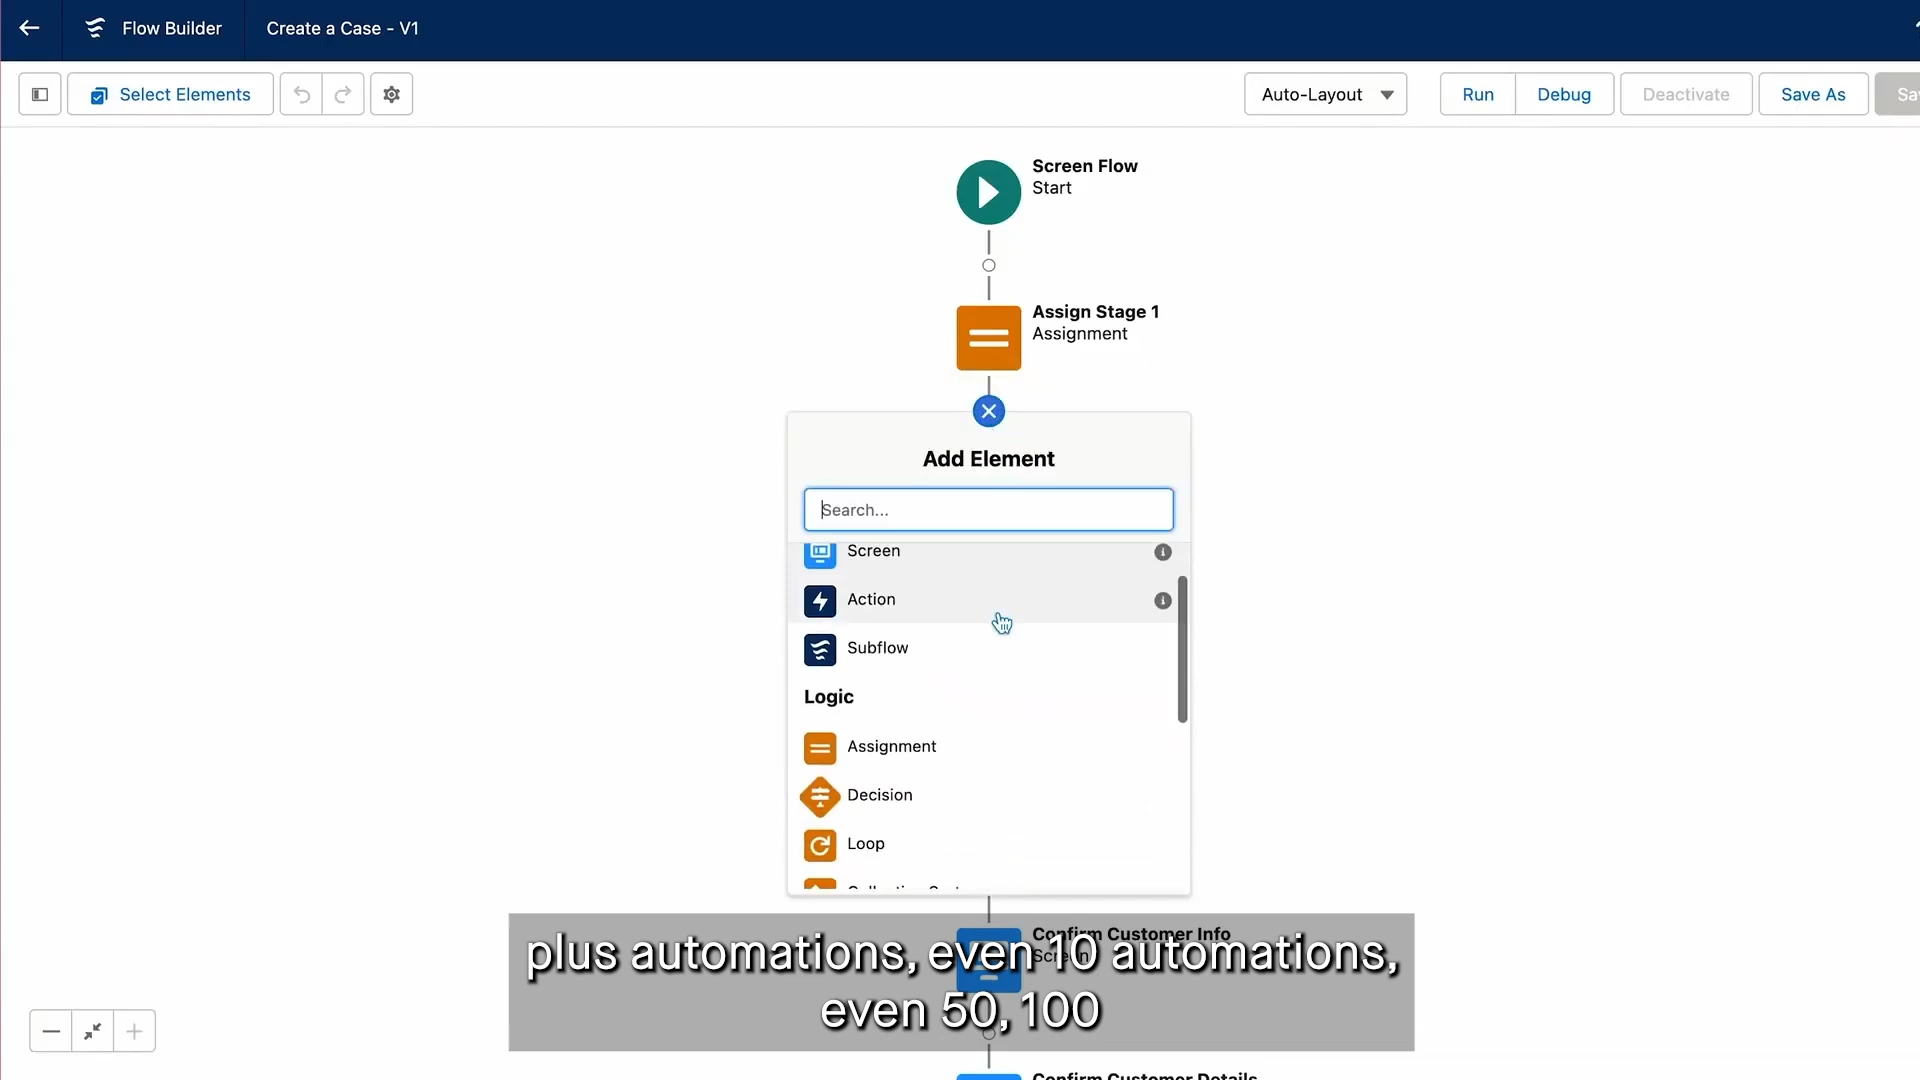 Flow Builder
Create a Case - V1
Select Elements
Auto-Layout
Run
Debug
Deactivate
Save As
Screen Flow
Start
Assign Stage 1
Assignment
Add Element
Search...
Screen
Action
Subflow
Logic
Assignment
Decision
Loop
Confirm Customer Info
Screen
plus automations, even 10 automations,
even 50, 100
Confirm Customer Details